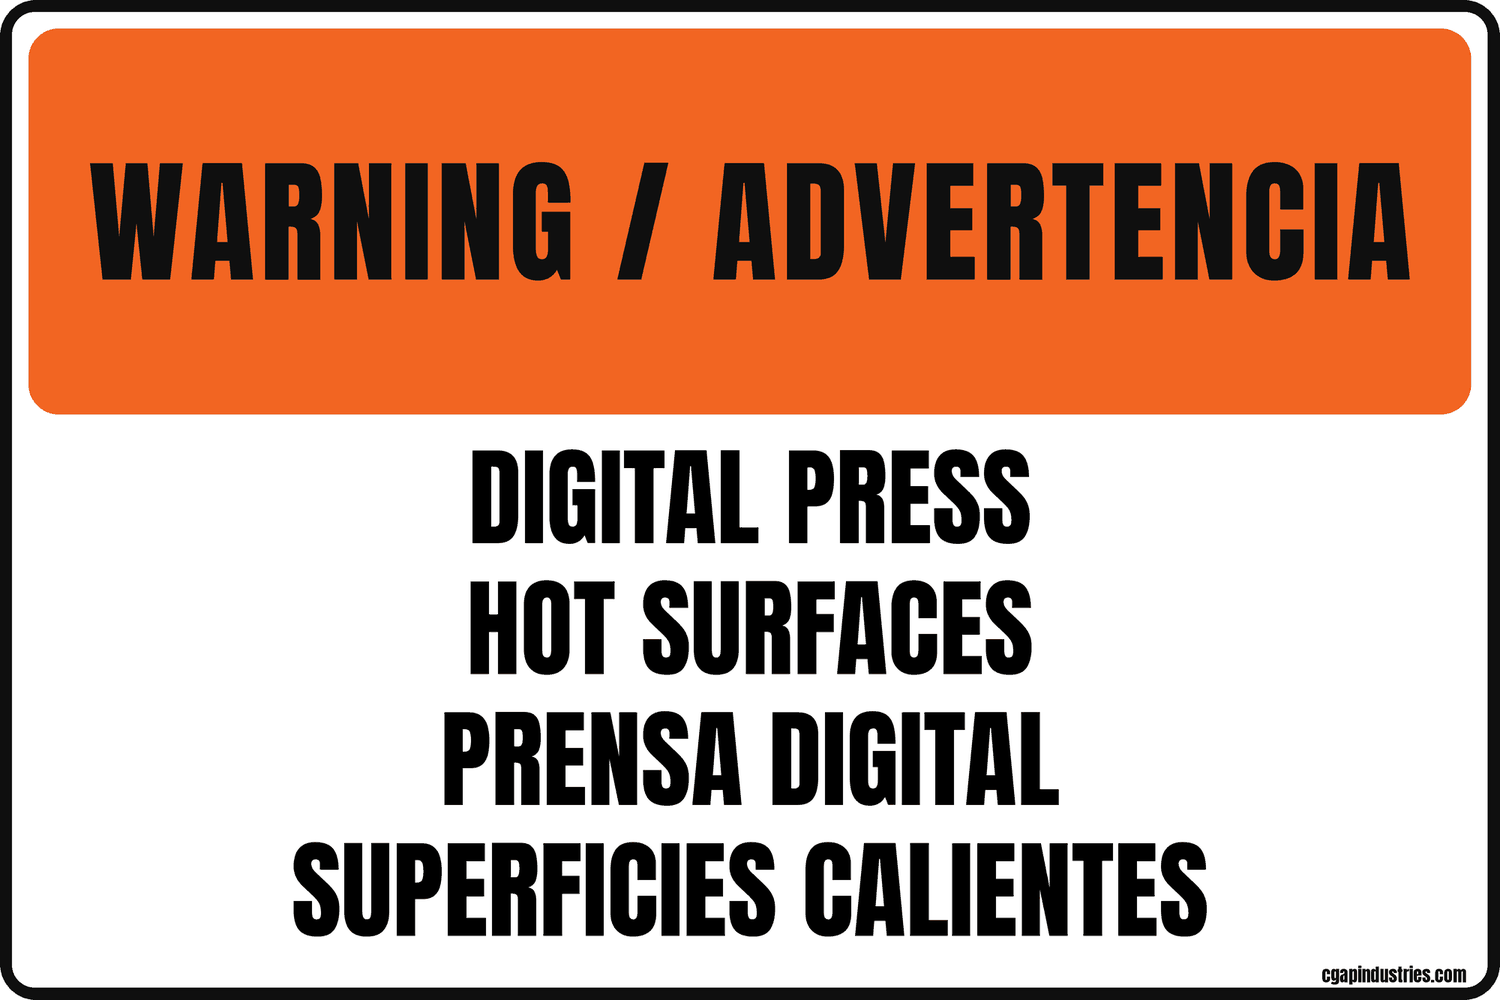 WARNING / ADVERTENCIA
DIGITAL PRESS
HOT SURFACES
PRENSA DIGITAL
SUPERFICIES CALIENTES
cgapindustries.com